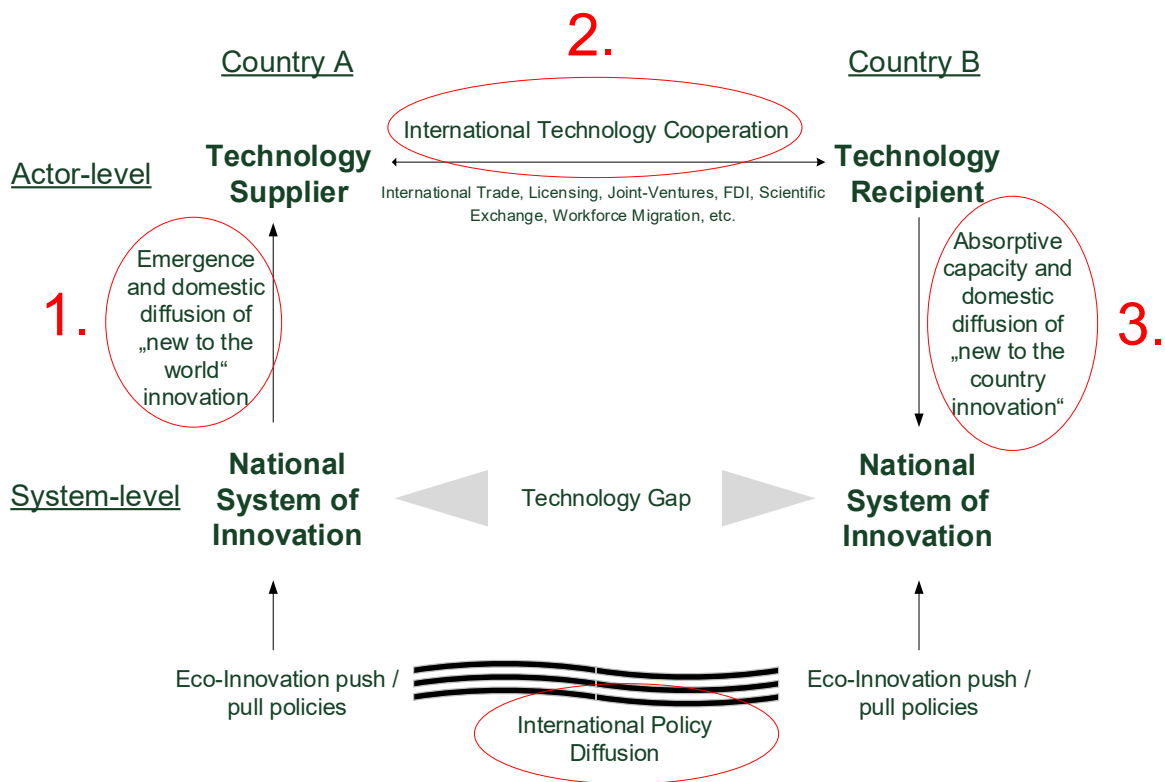 2.
Country A
Country B
International Technology Cooperation
Actor-level
Technology
Supplier
Technology
Recipient
International Trade, Licensing, Joint-Ventures, FDI, Scientific
Exchange, Workforce Migration, etc.
1.
Emergence
and domestic
diffusion of
„new to the
world“
innovation
Absorptive
capacity and
domestic
diffusion of
„new to the
country
innovation“
3.
System-level
National
System of
Innovation
Technology Gap
National
System of
Innovation
Eco-Innovation push /
pull policies
Eco-Innovation push /
pull policies
International Policy
Diffusion